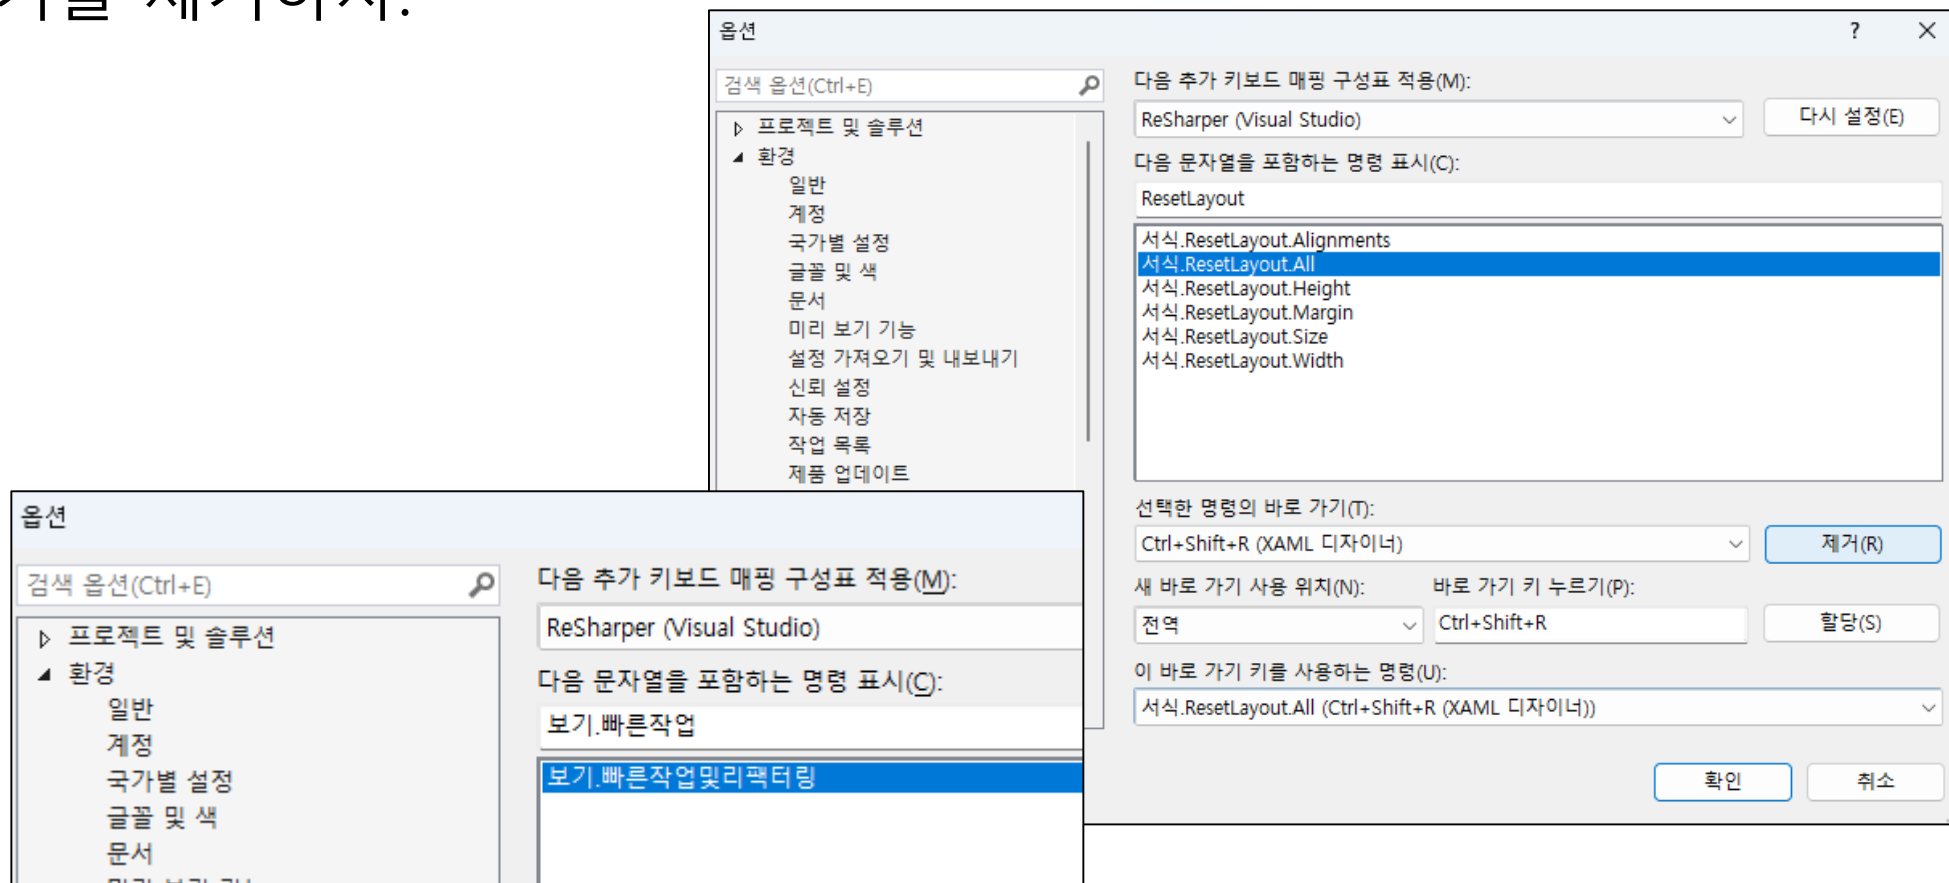 제거하자.
옵션
검색 옵션(Ctrl+E)
프로젝트 및 솔루션
환경
일반
계정
국가별 설정
글꼴 및 색
문서
미리 보기 기능
설정 가져오기 및 내보내기
신뢰 설정
자동 저장
작업 목록
제품 업데이트
다음 추가 키보드 매핑 구성표 적용(M):
ReSharper (Visual Studio)
다시 설정(E)
다음 문자열을 포함하는 명령 표시(C):
ResetLayout
서식.ResetLayout.Alignments
서식.ResetLayout.All
서식.ResetLayout.Height
서식.ResetLayout.Margin
서식.ResetLayout.Size
서식.ResetLayout.Width
선택한 명령의 바로 가기(T):
Ctrl+Shift+R (XAML 디자이너)
제거(R)
새 바로 가기 사용 위치(N):
바로 가기 키 누르기(P):
전역
Ctrl+Shift+R
할당(S)
이 바로 가기 키를 사용하는 명령(U):
서식.ResetLayout.All (Ctrl+Shift+R (XAML 디자이너))
확인
취소
옵션
검색 옵션(Ctrl+E)
프로젝트 및 솔루션
환경
일반
계정
국가별 설정
글꼴 및 색
문서
다음 추가 키보드 매핑 구성표 적용(M):
ReSharper (Visual Studio)
다음 문자열을 포함하는 명령 표시(C):
보기.빠른작업
보기.빠른작업및리팩터링